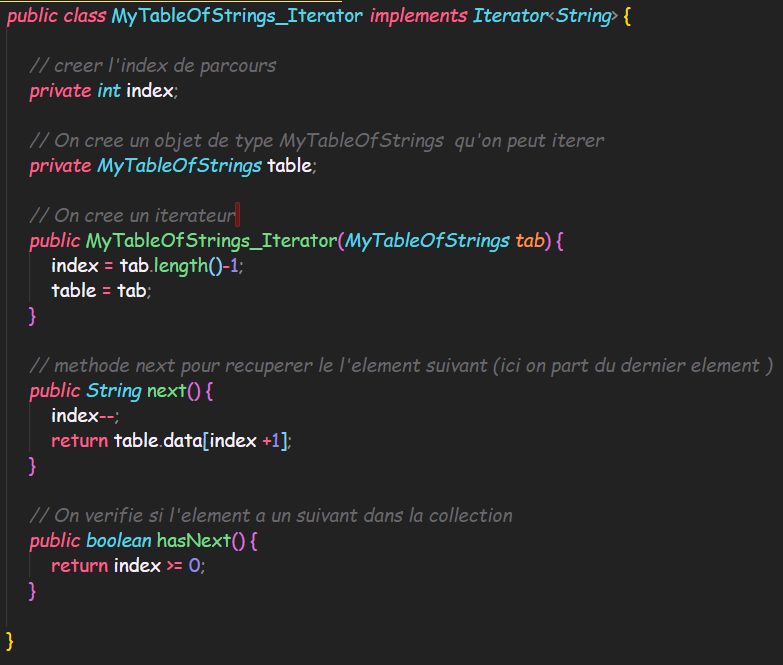 public class MyTableOfStrings_Iterator implements Iterator<String> {
// creer l'index de parcours
private int index;
// On cree un objet de type MyTableOfStrings  qu'on peut iterer
private MyTableOfStrings table;
// On cree un iterateur
public MyTableOfStrings_Iterator(MyTableOfStrings tab) {
index = tab.length()-1;
table = tab;
}
// methode next pour recuperer le l'element suivant (ici on part du dernier element )
public String next() {
index--;
return table.data[index +1];
}
// On verifie si l'element a un suivant dans la collection
public boolean hasNext() {
return index >= 0;
}
}